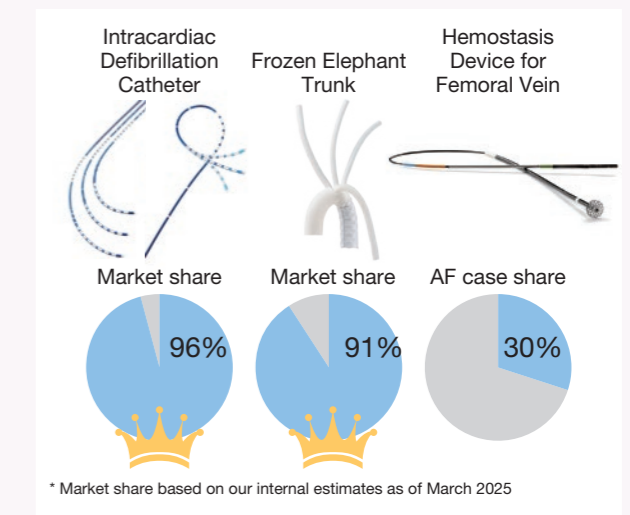 Intracardiac
Defibrillation
Catheter
Frozen Elephant
Trunk
Hemostasis
Device for
Femoral Vein
Market share
Market share
AF case share
96%
91%
30%
* Market share based on our internal estimates as of March 2025